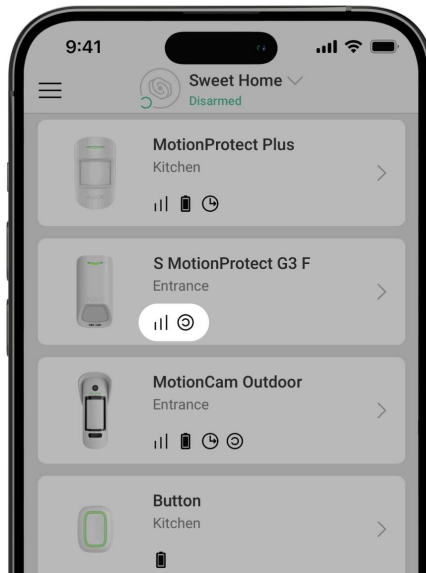 9:41
Sweet Home
Disarmed
MotionProtect Plus
Kitchen
S MotionProtect G3 F
Entrance
MotionCam Outdoor
Entrance
Button
Kitchen